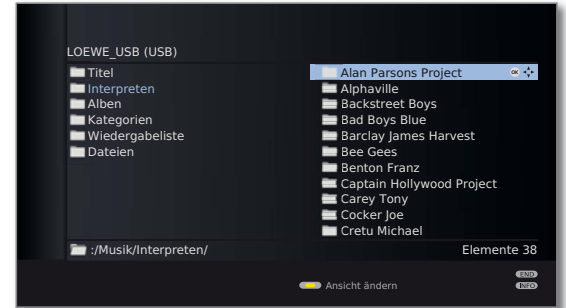 LOEWE_USB (USB)
Titel
Interpreten
Alben
Kategorien
Wiedergabeliste
Dateien
Alan Parsons Project OK
Alphaville
Backstreet Boys
Bad Boys Blue
Barclay James Harvest
Bee Gees
Benton Franz
Captain Hollywood Project
Carey Tony
Cocker Joe
Cretu Michael
:/Musik/Interpreten/
Elemente 38
Ansicht ändern
END
INFO